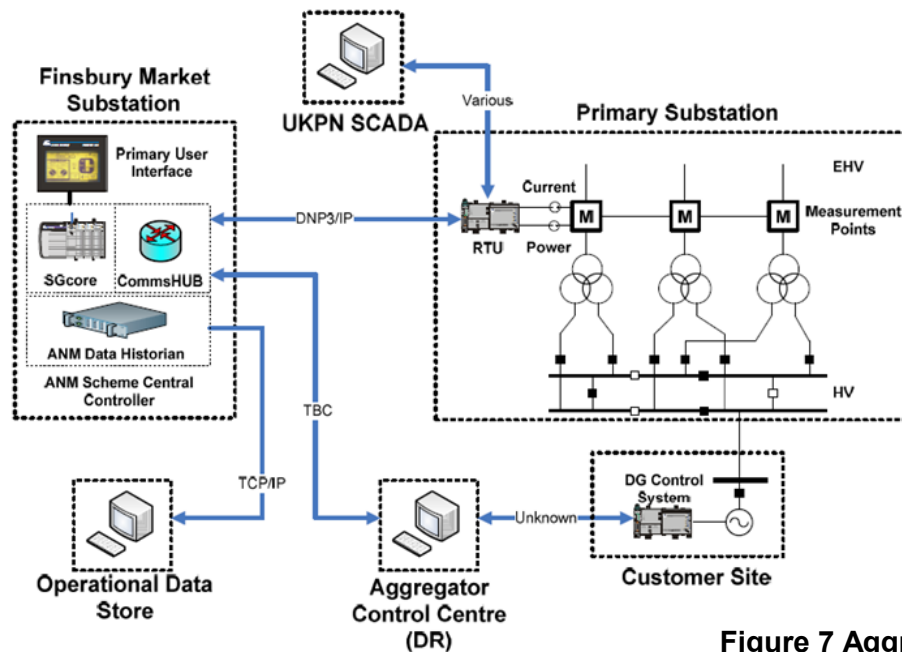 Finsbury Market
Substation
Primary User
Interface
SGcore
CommsHUB
ANM Data Historian
ANM Scheme Central
Controller
UKPN SCADA
Various
DNP3/IP
TBC
TCP/IP
Primary Substation
EHV
Current
Power
RTU
M
M
M
Measurement
Points
HV
Operational Data
Store
Aggregator
Control Centre
(DR)
Unknown
DG Control
System
Customer Site
Figure 7 Aggr